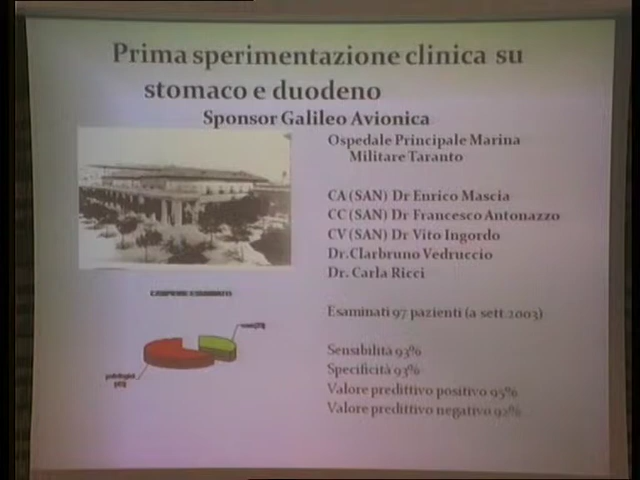 Prima sperimentazione clinica su
stomaco e duodeno
Sponsor Galileo Avionica
Ospedale Principale Marina
Militare Taranto
CA (SAN) Dr Enrico Mascia
CC (SAN) Dr Francesco Antonazzo
CV (SAN) Dr Vito Ingordo
Dr.Clarbruno Vedruccio
Dr. Carla Ricci
CAMPIONE ESAMINATO
Esaminati 97 pazienti (a sett.2003)
Sensibilità 93%
Specificità 93%
Valore predittivo positivo 95%
Valore predittivo negativo 92%